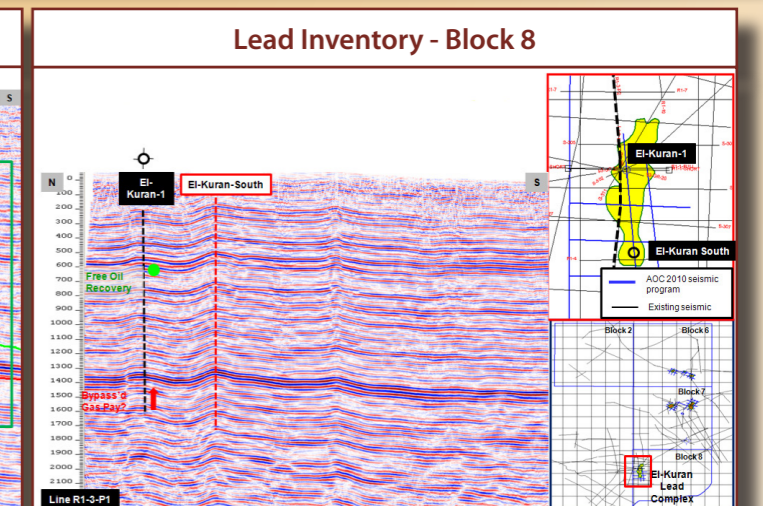 Lead Inventory - Block 8
S
N
El-
Kuran-1
El-Kuran-South
S
0
100
200
300
400
500
600
700
800
900
1000
1100
1200
1300
1400
1500
1600
1700
1800
1900
2000
2100
Free Oil
Recovery
Bypass'd
Gas Pay?
Line R1-3-P1
El-Kuran-1
El-Kuran South
AOC 2010 seismic
program
Existing seismic
Block 2
Block 6
Block 7
Block 8
El-Kuran
Lead
Complex